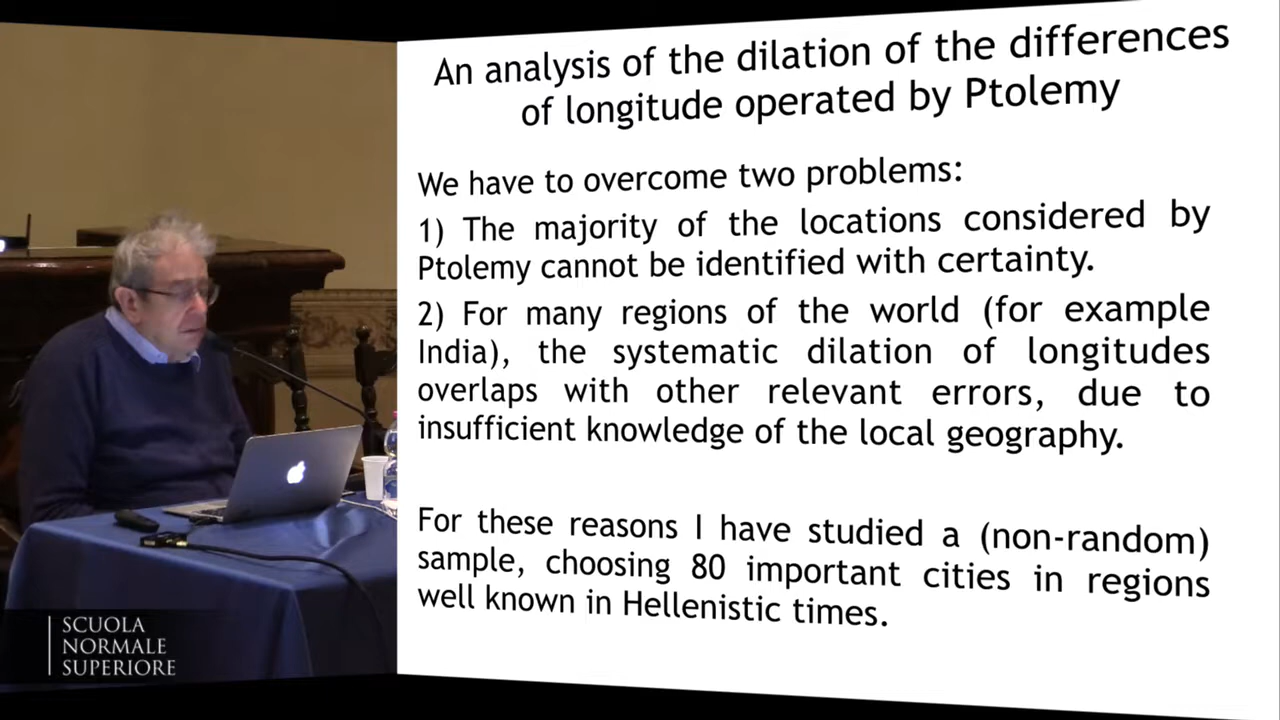 An analysis of the dilation of the differences
of longitude operated by Ptolemy
We have to overcome two problems:
1) The majority of the locations considered by
Ptolemy cannot be identified with certainty.
2) For many regions of the world (for example
India), the systematic dilation of longitudes
overlaps with other relevant errors, due to
insufficient knowledge of the local geography.
For these reasons I have studied a (non-random)
sample, choosing 80 important cities in regions
well known in Hellenistic times.
SCUOLA
NORMALE
SUPERIORE